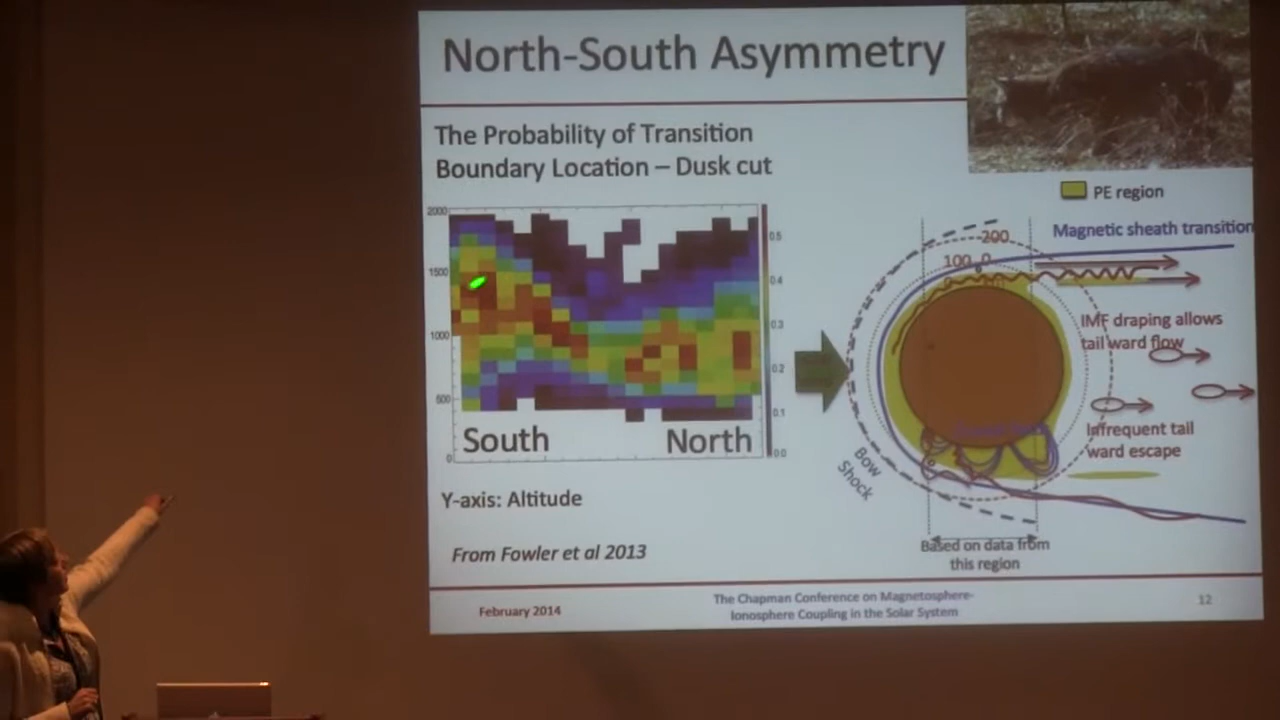 North-South Asymmetry
The Probability of Transition
Boundary Location – Dusk cut
2000
1500
1000
500
0
0.5
0.4
0.3
0.2
0.1
0.0
South
North
Y-axis: Altitude
From Fowler et al 2013
PE region
Magnetic sheath transition
200
100
IMF draping allows
tail ward flow
Infrequent tail
ward escape
Bow
Shock
Based on data from
this region
February 2014
The Chapman Conference on Magnetosphere-
Ionosphere Coupling in the Solar System
12